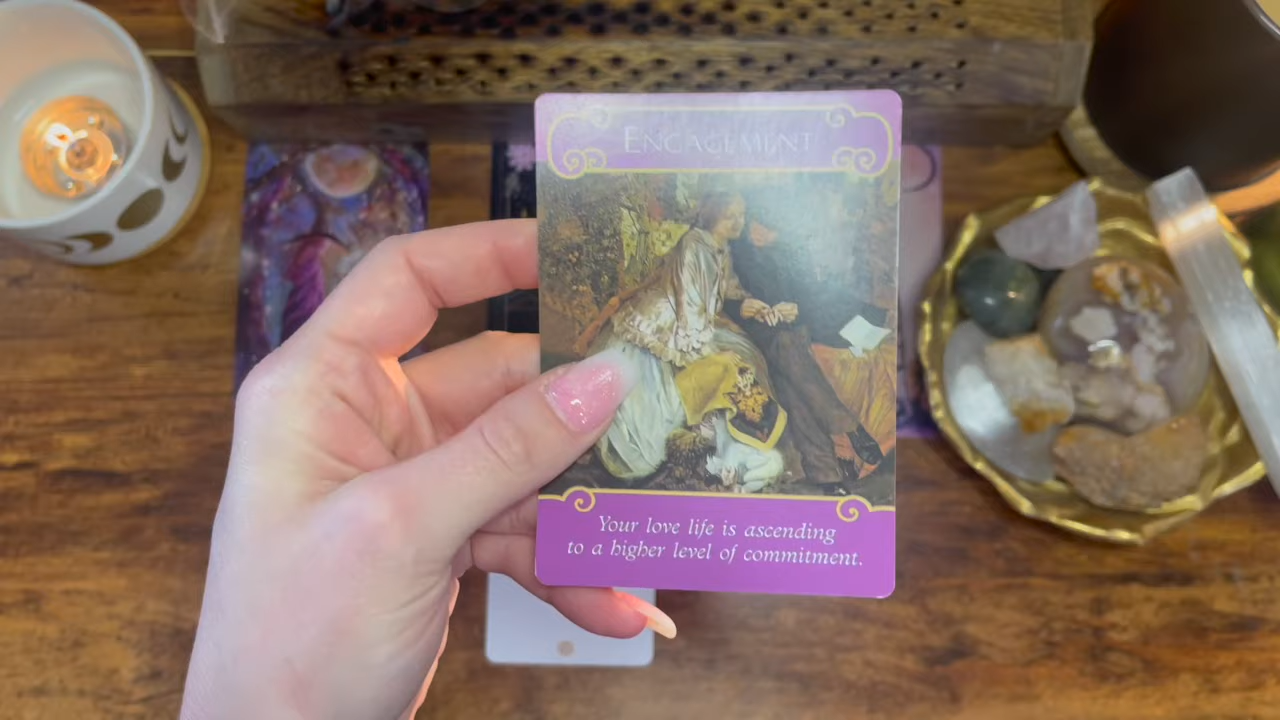 ENGAGEMENT
Your love life is ascending
to a higher level of commitment.